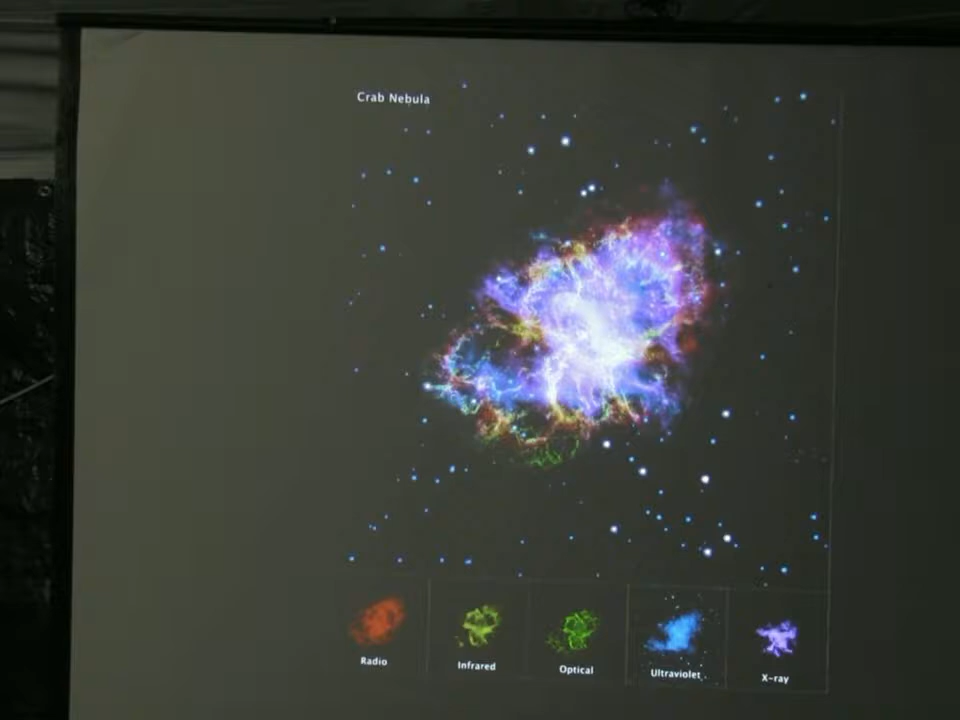 Crab Nebula
Radio
Infrared
Optical
Ultraviolet
X-ray